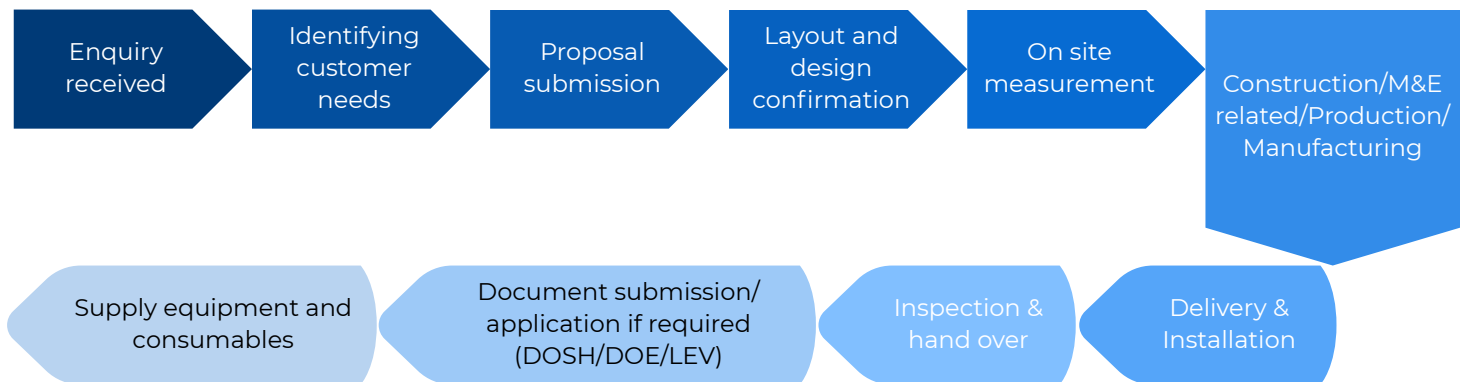 Enquiry
received
Identifying
customer
needs
Proposal
submission
Layout and
design
confirmation
On site
measurement
Construction/M&E
related/Production/
Manufacturing
Delivery &
Installation
Inspection &
hand over
Document submission/
application if required
(DOSH/DOE/LEV)
Supply equipment and
consumables